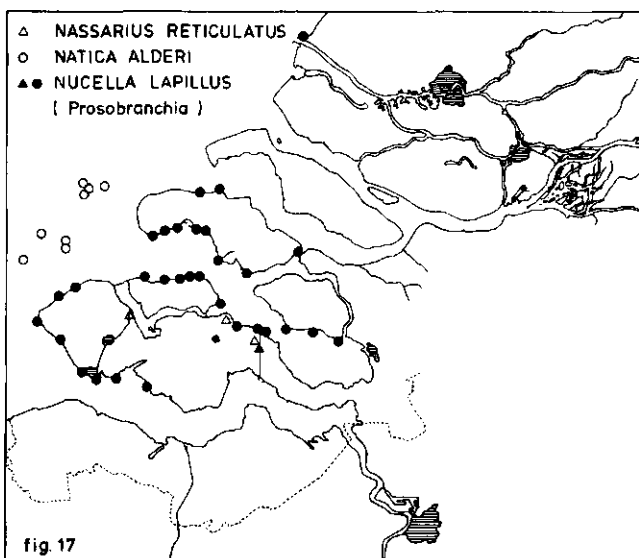 △ NASSARIUS RETICULATUS
○ NATICA ALDERI
▲ ● NUCELLA LAPILLUS
( Prosobranchia )
fig. 17